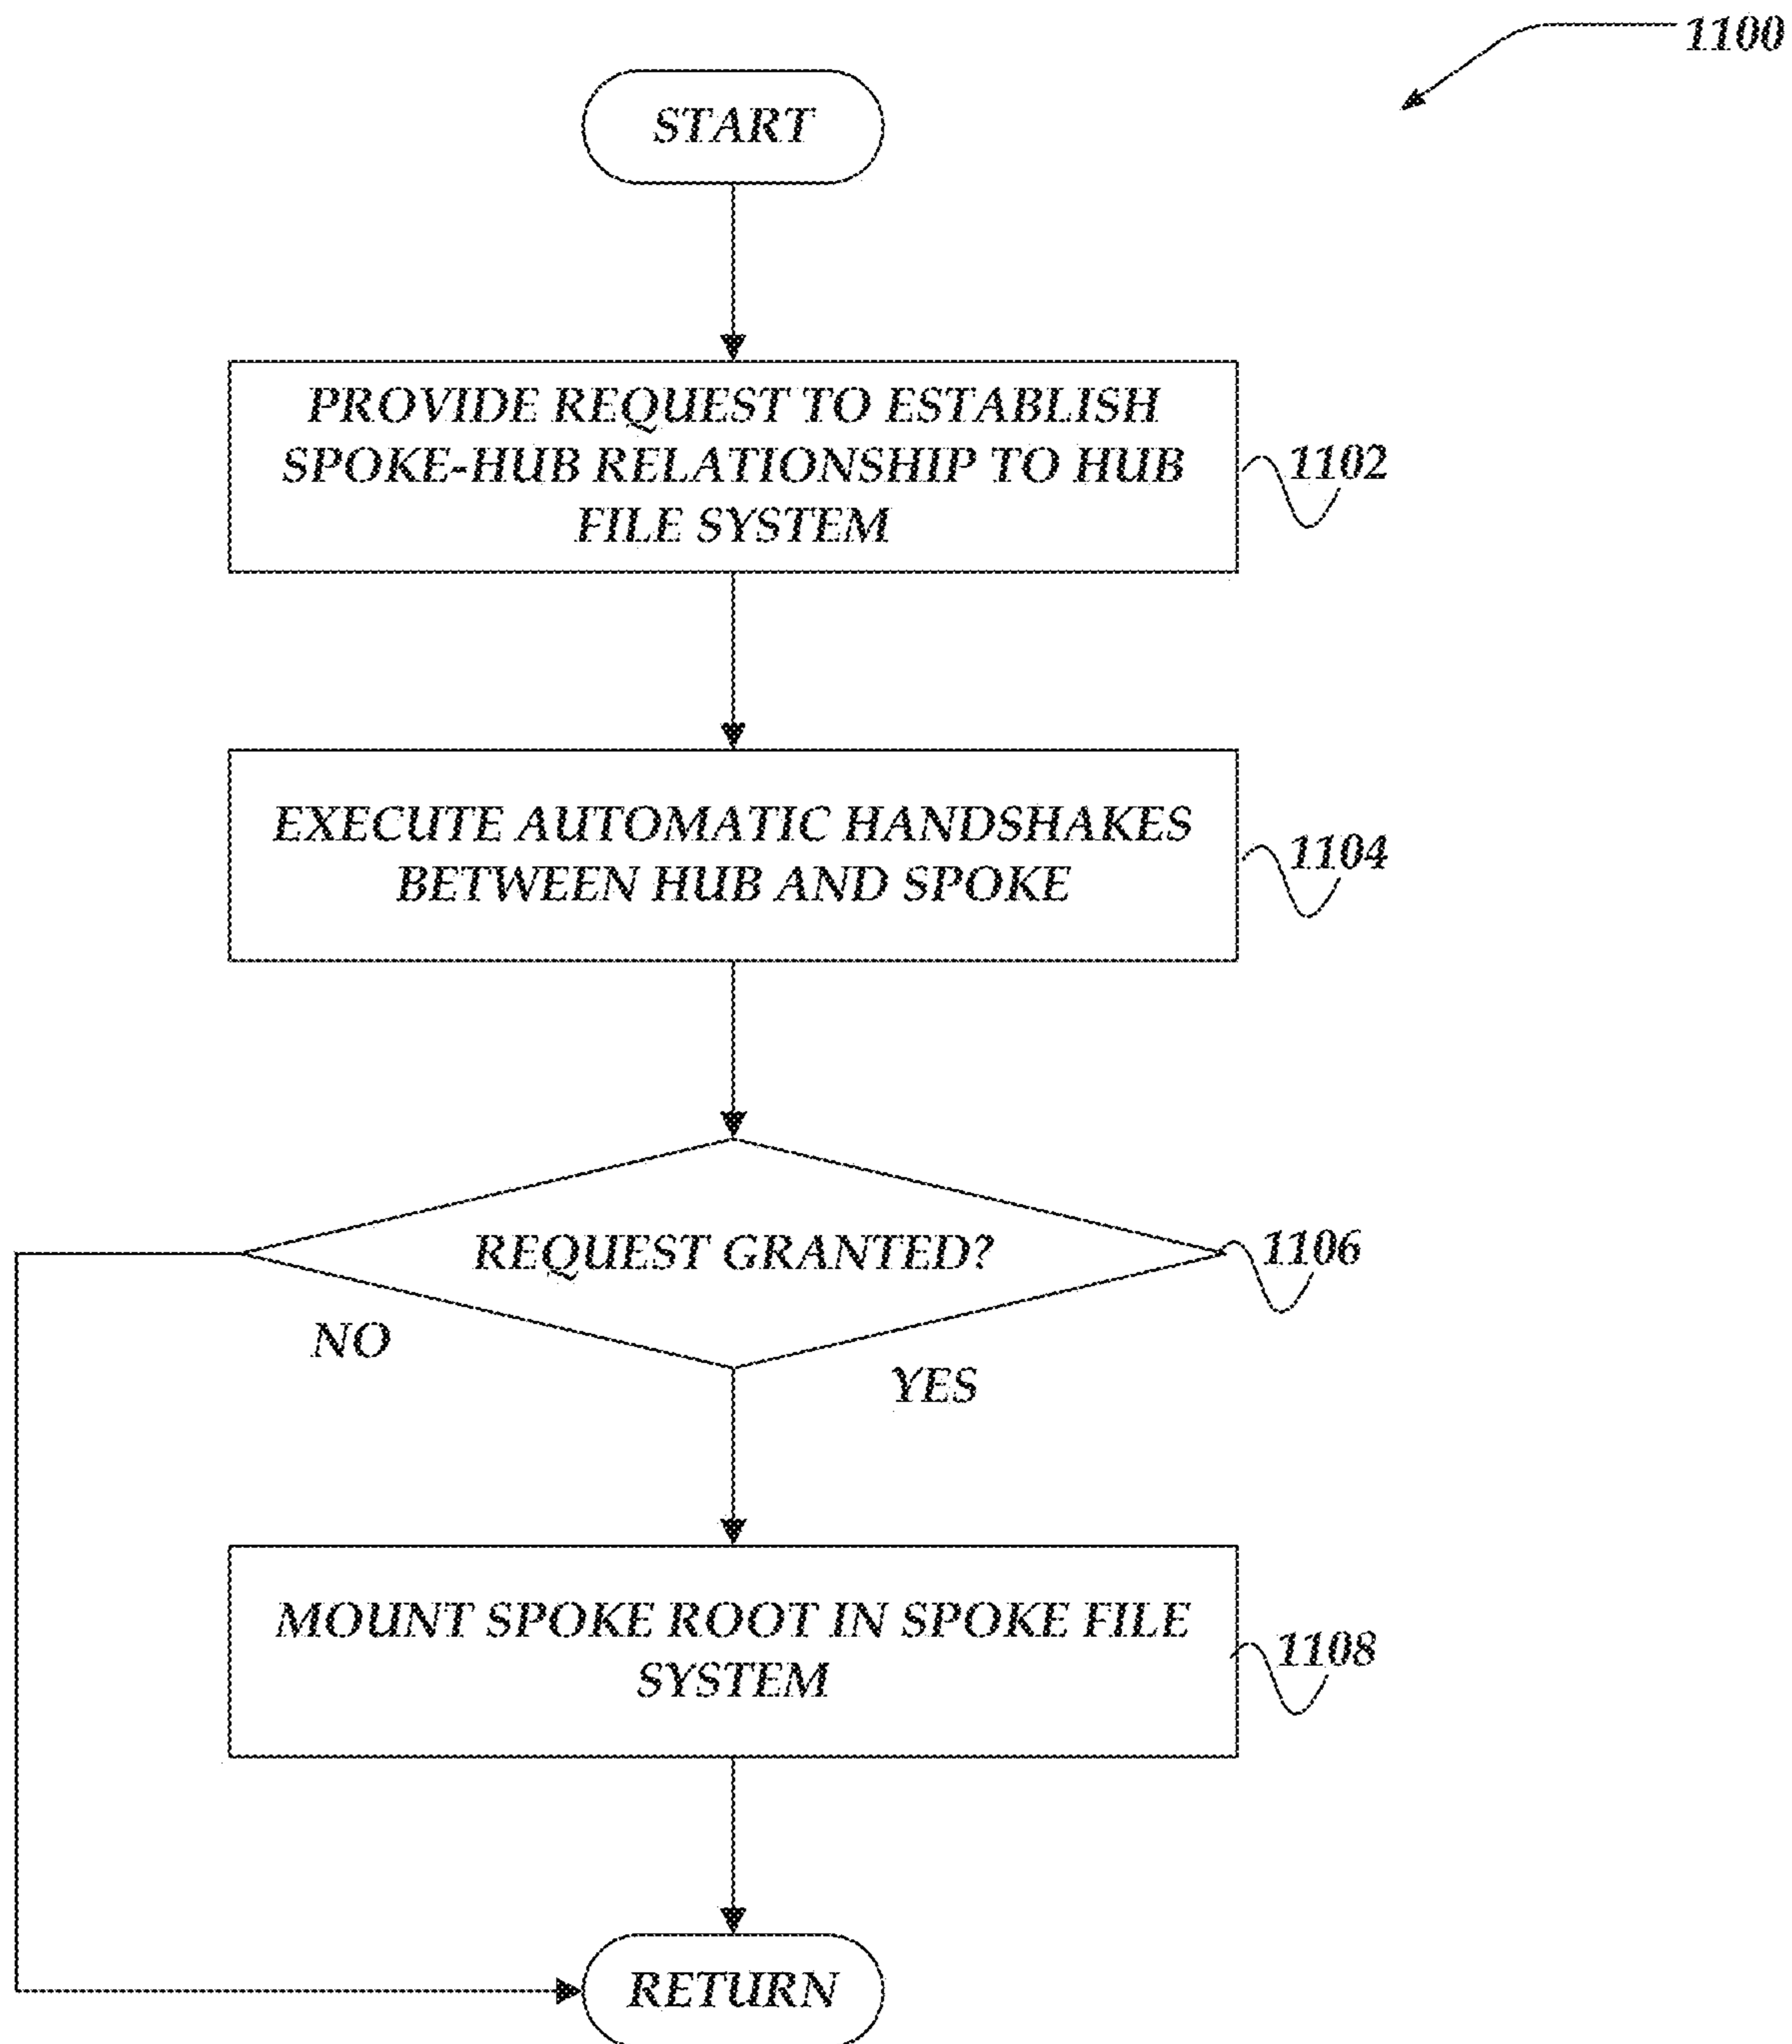 1100
START
PROVIDE REQUEST TO ESTABLISH
SPOKE-HUB RELATIONSHIP TO HUB
FILE SYSTEM
1102
EXECUTE AUTOMATIC HANDSHAKES
BETWEEN HUB AND SPOKE
1104
REQUEST GRANTED?
1106
NO
YES
MOUNT SPOKE ROOT IN SPOKE FILE
SYSTEM
1108
RETURN